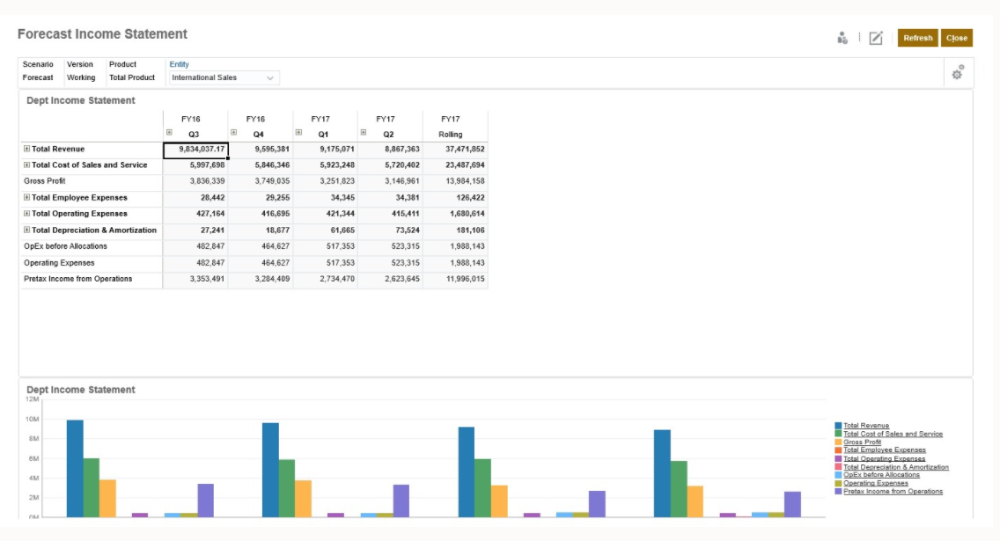 Forecast Income Statement
Refresh Close
Scenario Version Product Entity
Forecast Working Total Product International Sales
Dept Income Statement
FY16 FY16 FY17 FY17 FY17
Q3 Q4 Q1 Q2 Rolling
Total Revenue 9,834,037.17 9,595,381 9,175,071 8,867,363 37,471,852
Total Cost of Sales and Service 5,997,698 5,846,346 5,923,248 5,720,402 23,487,694
Gross Profit 3,836,339 3,749,035 3,251,823 3,146,961 13,984,158
Total Employee Expenses 28,442 29,255 34,345 34,381 126,422
Total Operating Expenses 427,164 416,695 421,344 415,411 1,680,614
Total Depreciation & Amortization 27,241 18,677 61,665 73,524 181,106
OpEx before Allocations 482,847 464,627 517,353 523,315 1,988,143
Operating Expenses 482,847 464,627 517,353 523,315 1,988,143
Pretax Income from Operations 3,353,491 3,284,409 2,734,470 2,623,645 11,996,015
Dept Income Statement
12M
10M
8M
6M
4M
2M
0M
Total Revenue
Total Cost of Sales and Service
Gross Profit
Total Employee Expenses
Total Operating Expenses
Total Depreciation & Amortization
OpEx before Allocations
Operating Expenses
Pretax Income from Operations